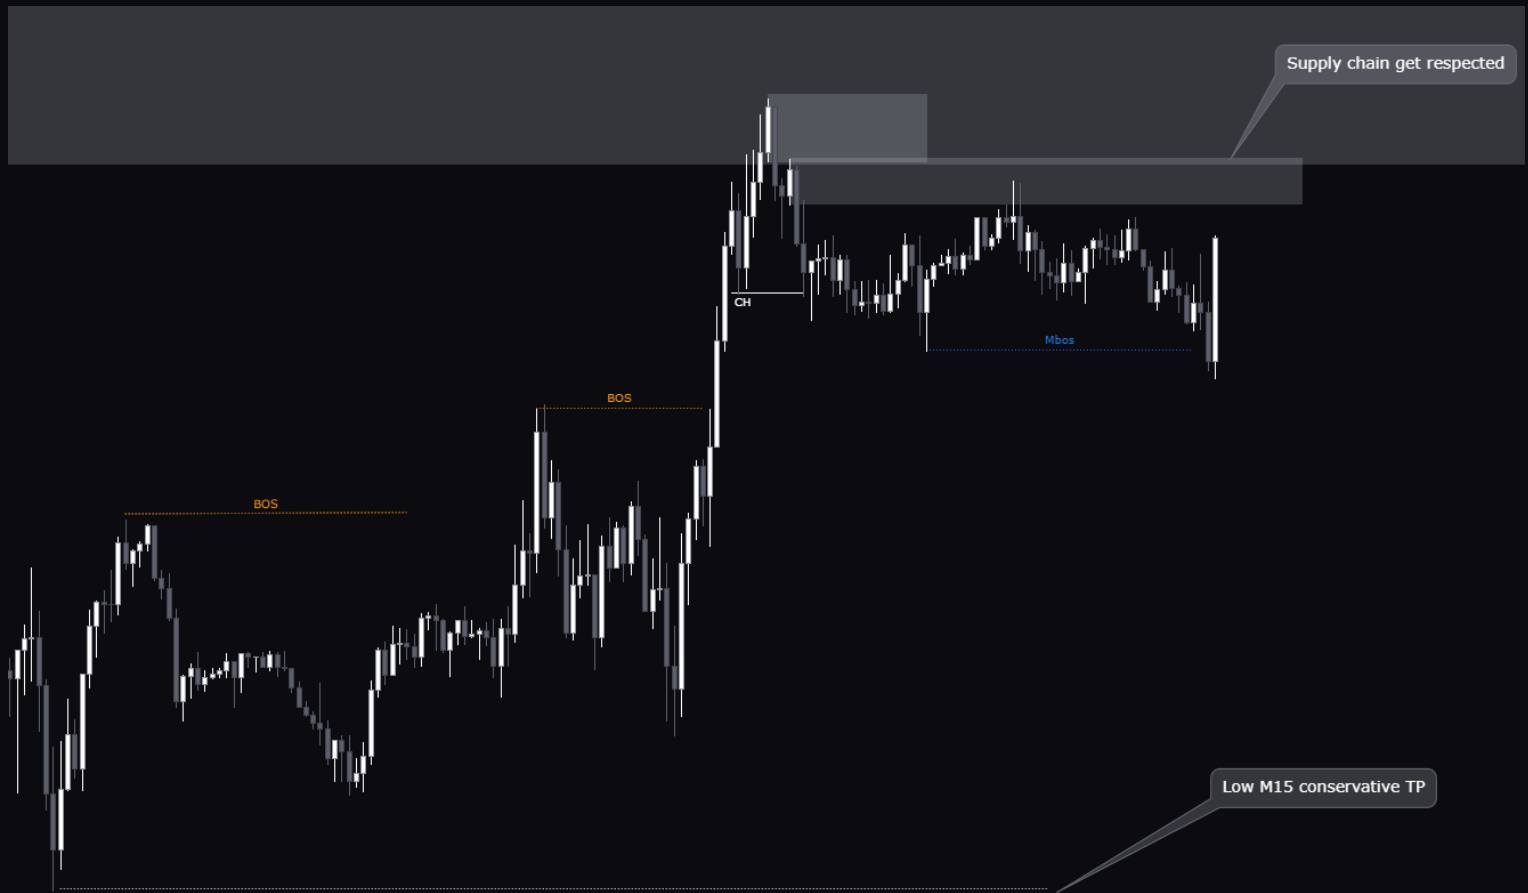 Supply chain get respected
CH
Mbos
BOS
BOS
Low M15 conservative TP